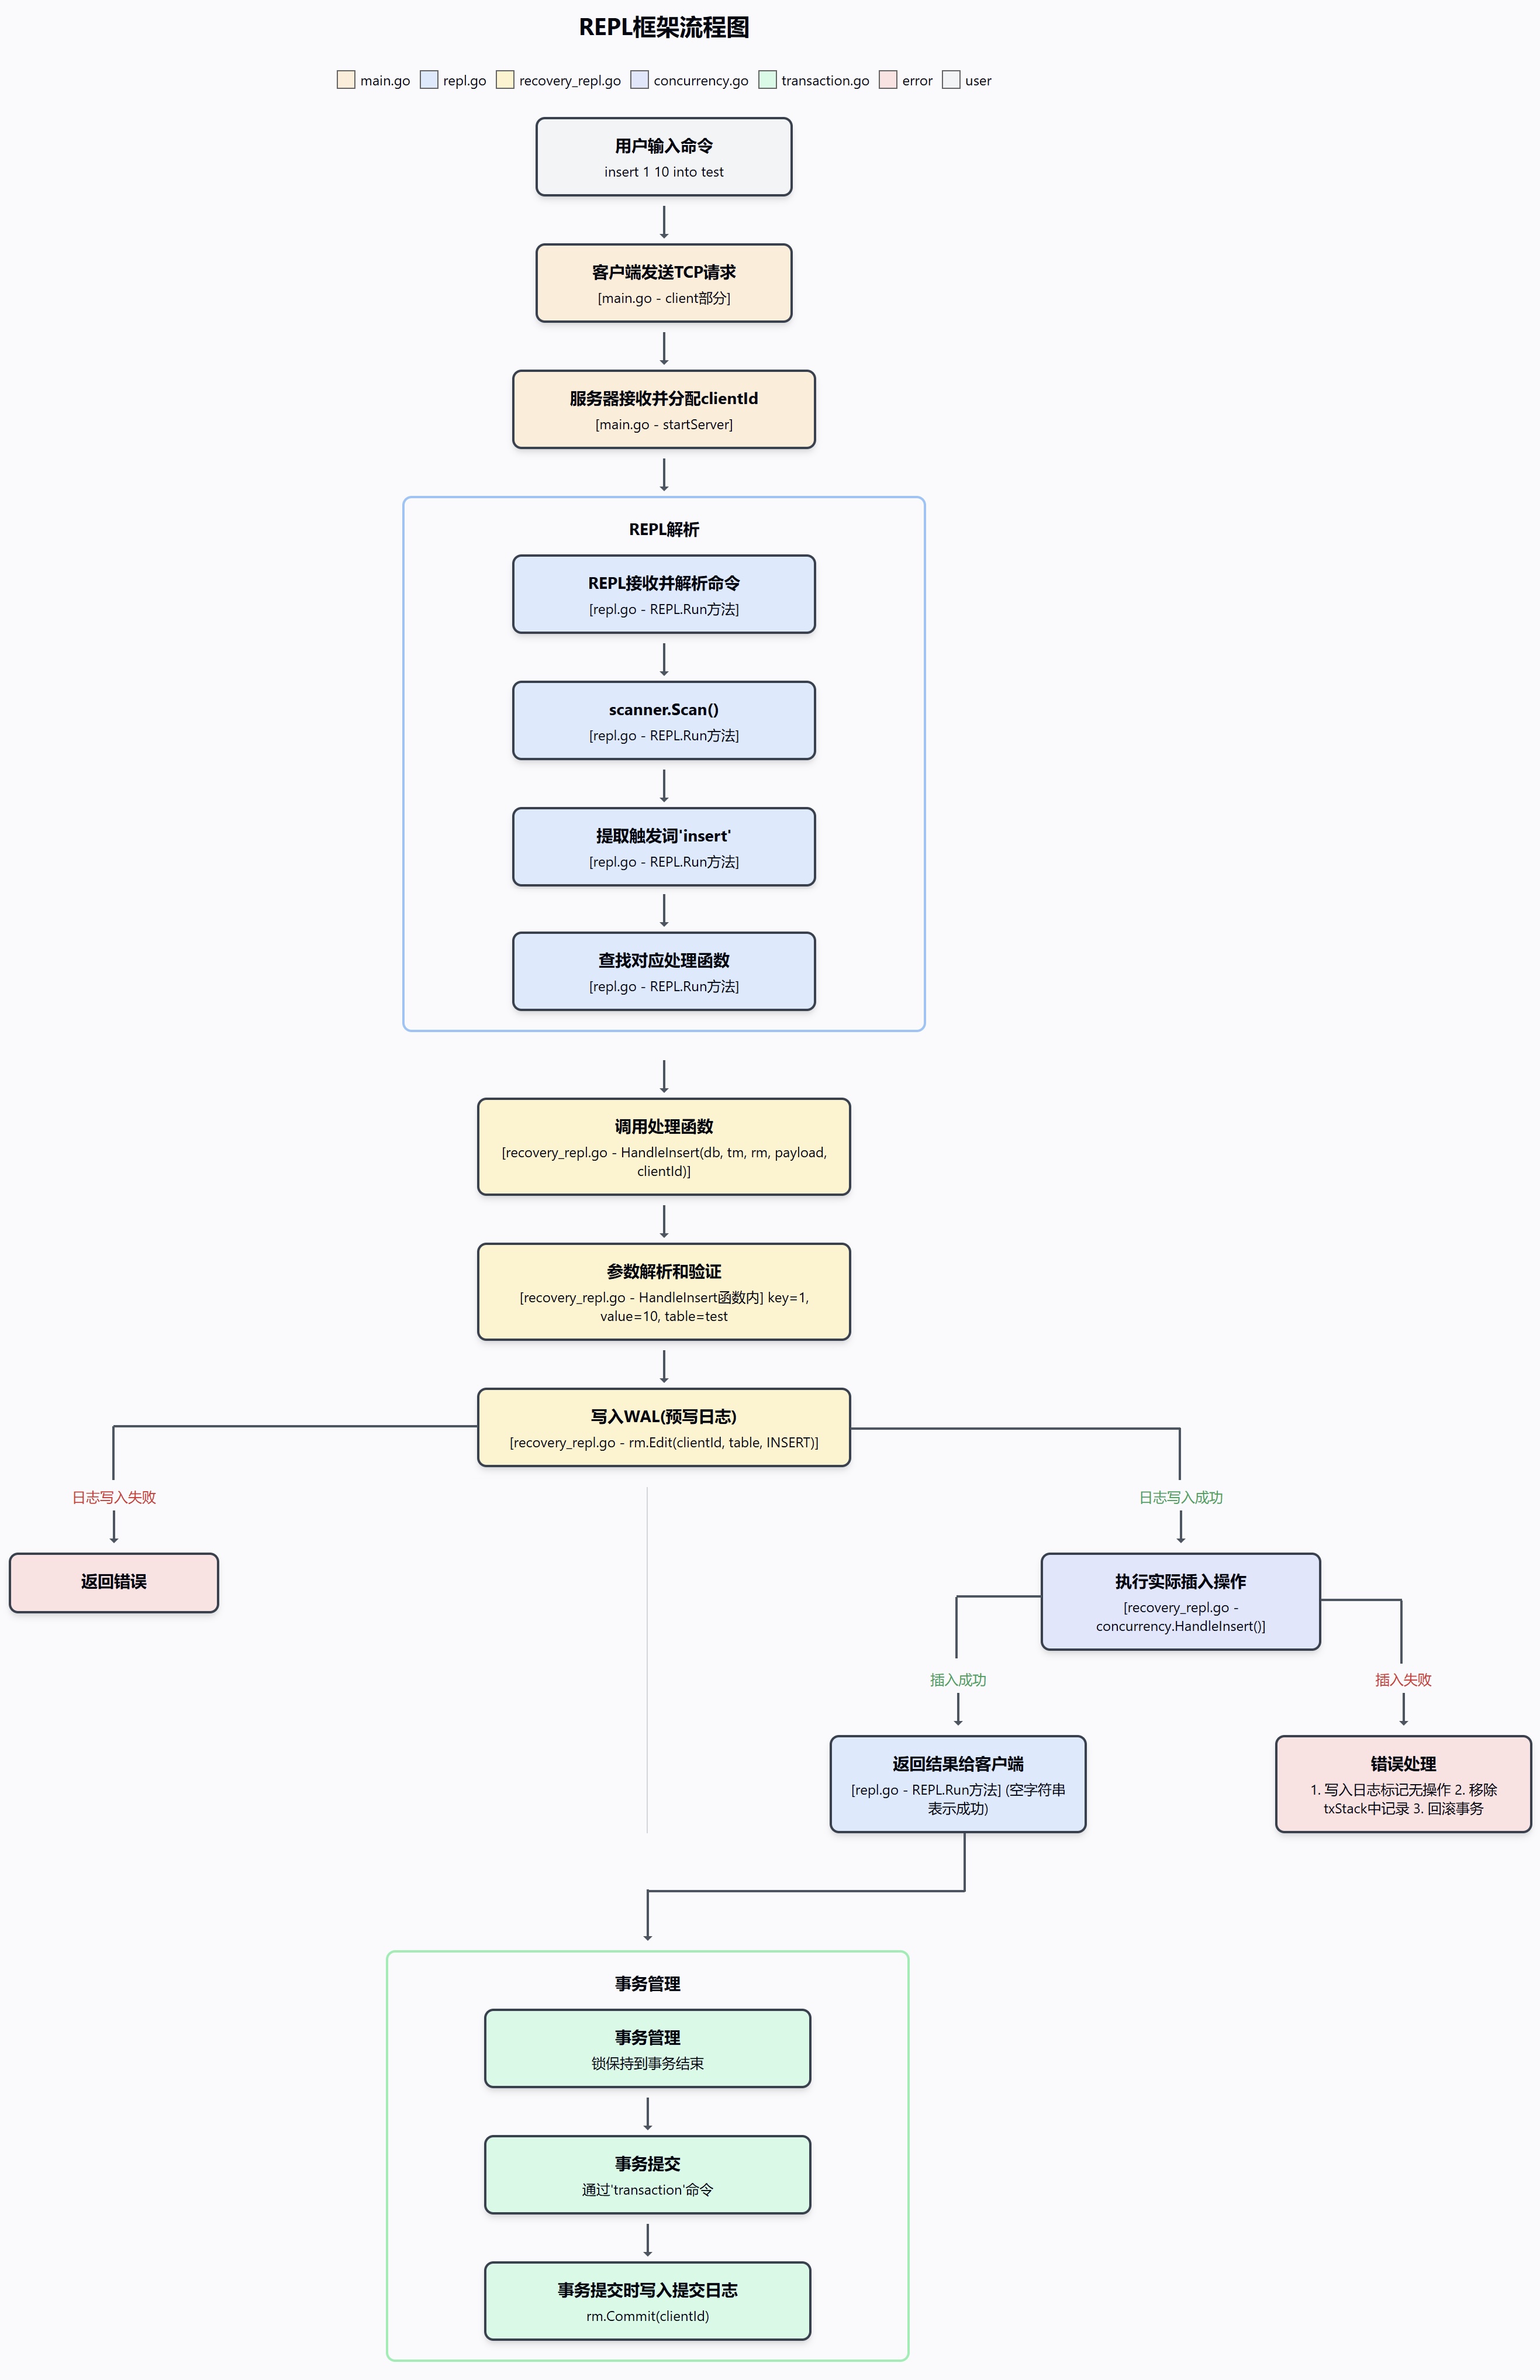 REPL框架流程图
main.go
repl.go
recovery_repl.go
concurrency.go
transaction.go
error
user
用户输入命令
insert 1 10 into test
客户端发送TCP请求
[main.go - client部分]
服务器接收并分配clientId
[main.go - startServer]
REPL解析
REPL接收并解析命令
[repl.go - REPL.Run方法]
scanner.Scan()
[repl.go - REPL.Run方法]
提取触发词'insert'
[repl.go - REPL.Run方法]
查找对应处理函数
[repl.go - REPL.Run方法]
调用处理函数
[recovery_repl.go - HandleInsert(db, tm, rm, payload,
clientId)]
参数解析和验证
[recovery_repl.go - HandleInsert函数内] key=1,
value=10, table=test
写入WAL(预写日志)
[recovery_repl.go - rm.Edit(clientId, table, INSERT)]
日志写入失败
日志写入成功
返回错误
执行实际插入操作
[recovery_repl.go -
concurrency.HandleInsert()]
插入成功
插入失败
返回结果给客户端
[repl.go - REPL.Run方法] (空字符串
表示成功)
错误处理
1. 写入日志标记无操作 2. 移除
txStack中记录 3. 回滚事务
事务管理
事务管理
锁保持到事务结束
事务提交
通过'transaction'命令
事务提交时写入提交日志
rm.Commit(clientId)